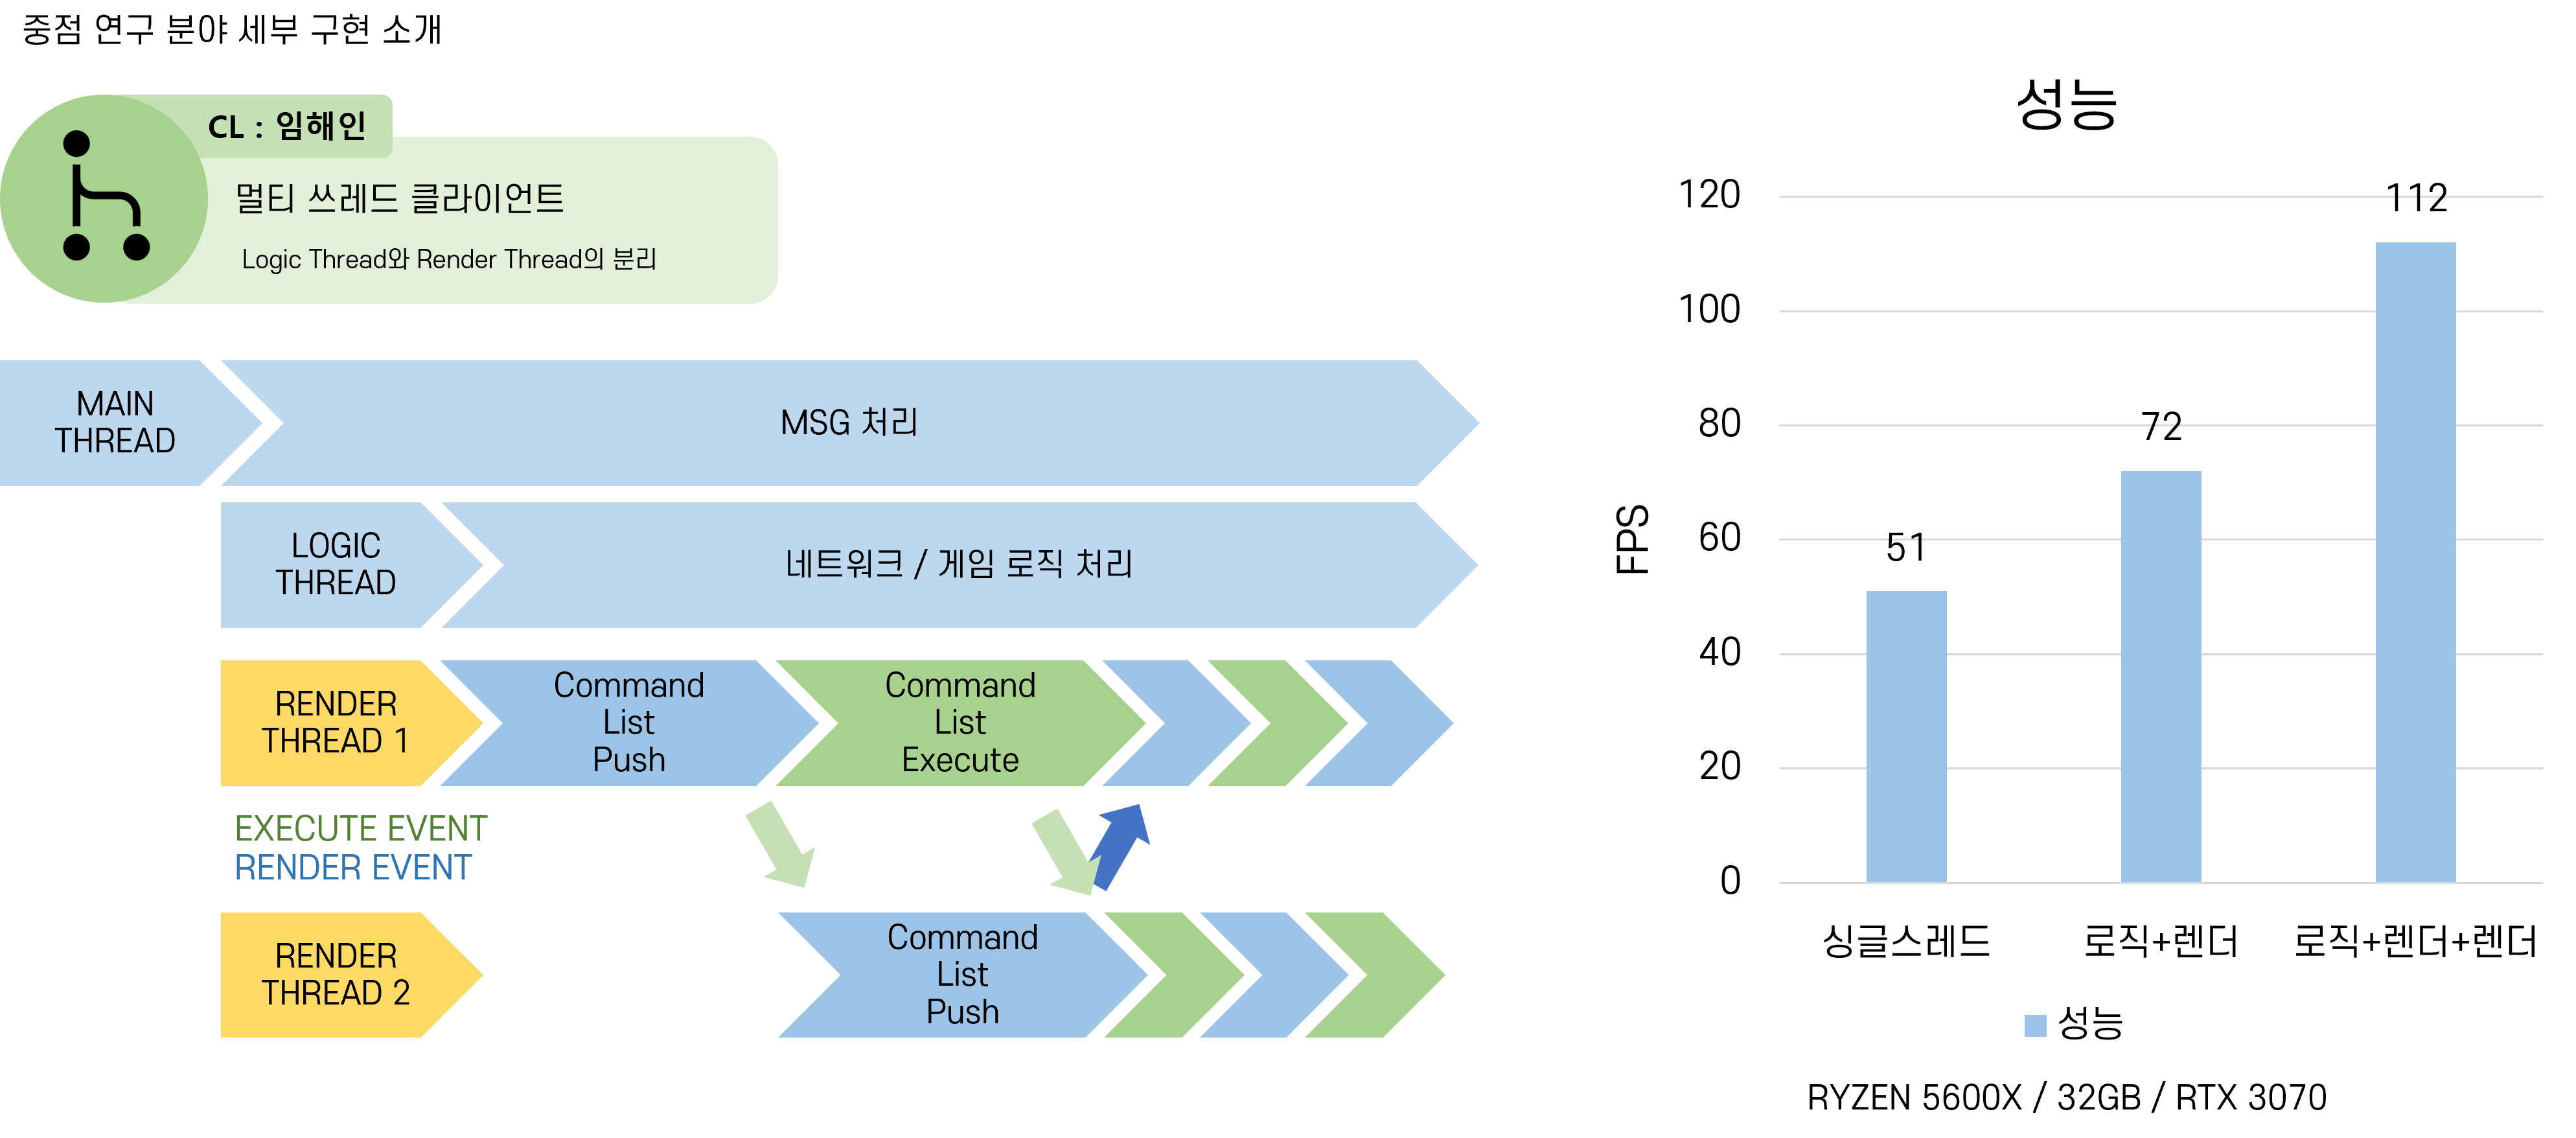 중점 연구 분야 세부 구현 소개
CL : 임해인
멀티 쓰레드 클라이언트
Logic Thread와 Render Thread의 분리
MAIN
THREAD
MSG 처리
LOGIC
THREAD
네트워크 / 게임 로직 처리
RENDER
THREAD 1
Command
List
Push
Command
List
Execute
EXECUTE EVENT
RENDER EVENT
RENDER
THREAD 2
Command
List
Push
성능
FPS
120
100
80
60
40
20
0
51
72
112
싱글스레드
로직+렌더
로직+렌더+렌더
성능
RYZEN 5600X / 32GB / RTX 3070